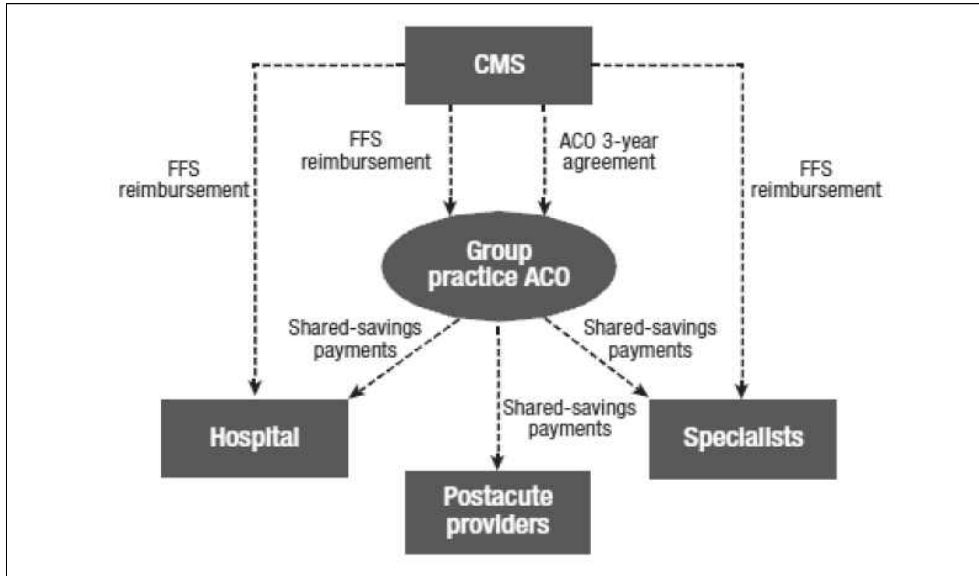 CMS
FFS
reimbursement
FFS
reimbursement
ACO 3-year
agreement
FFS
reimbursement
Group
practice ACO
Shared-savings
payments
Shared-savings
payments
Shared-savings
payments
Hospital
Specialists
Postacute
providers